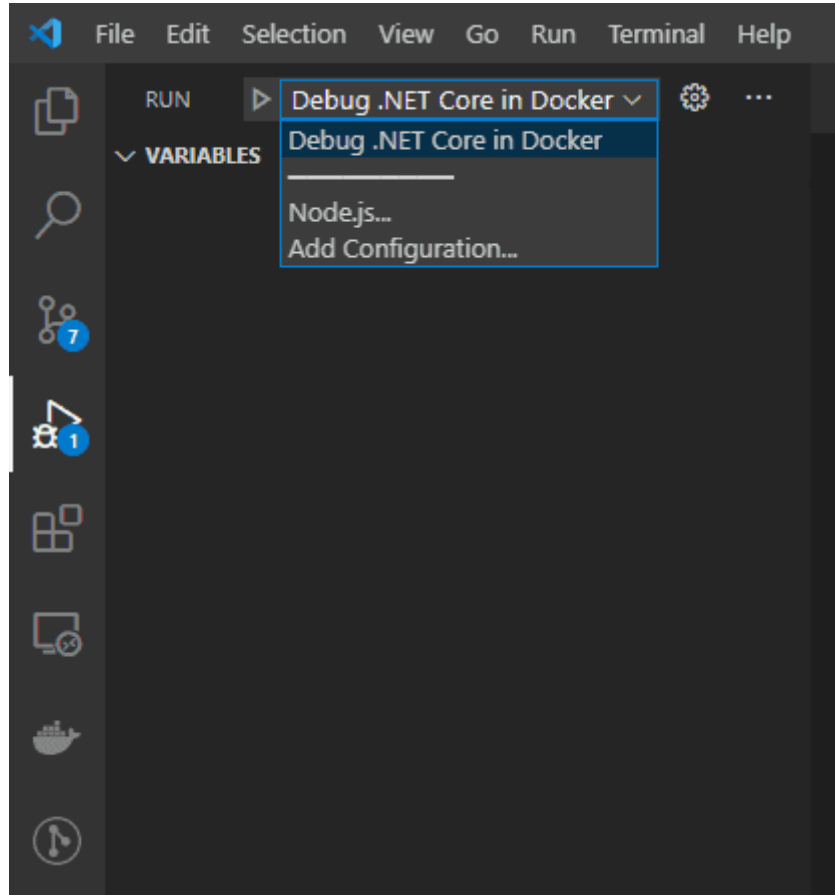 File Edit Selection View Go Run Terminal Help
RUN Debug .NET Core in Docker
VARIABLES
Debug .NET Core in Docker
Node.js...
Add Configuration...
7
1